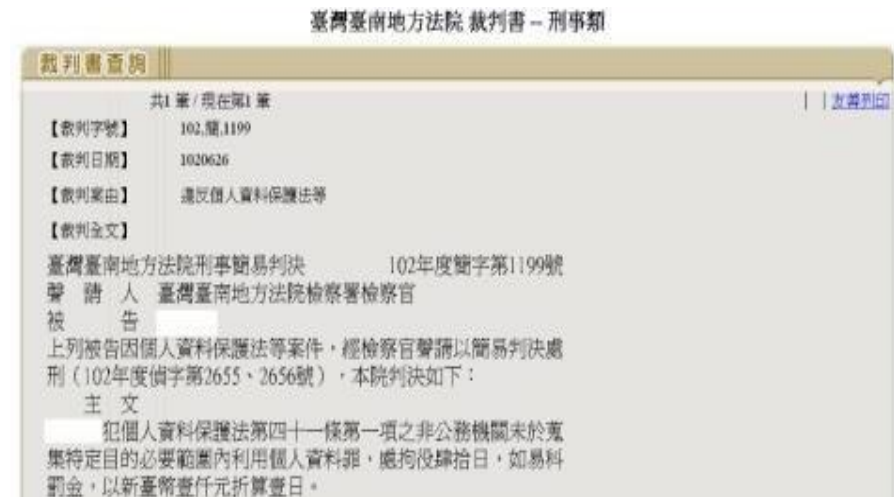 臺灣臺南地方法院 裁判書 -- 刑事類
裁判書查詢
共1 筆 / 現在第1 筆
| | 友善列印
【裁判字號】 102,簡,1199
【裁判日期】 1020626
【裁判案由】 違反個人資料保護法等
【裁判全文】
臺灣臺南地方法院刑事簡易判決 102年度簡字第1199號
聲 請 人 臺灣臺南地方法院檢察署檢察官
被 告
上列被告因個人資料保護法等案件，經檢察官聲請以簡易判決處
刑（102年度偵字第2655、2656號），本院判決如下：
主 文
犯個人資料保護法第四十一條第一項之非公務機關未於蒐
集特定目的必要範圍內利用個人資料罪，處拘役肆拾日，如易科
罰金，以新臺幣壹仟元折算壹日。